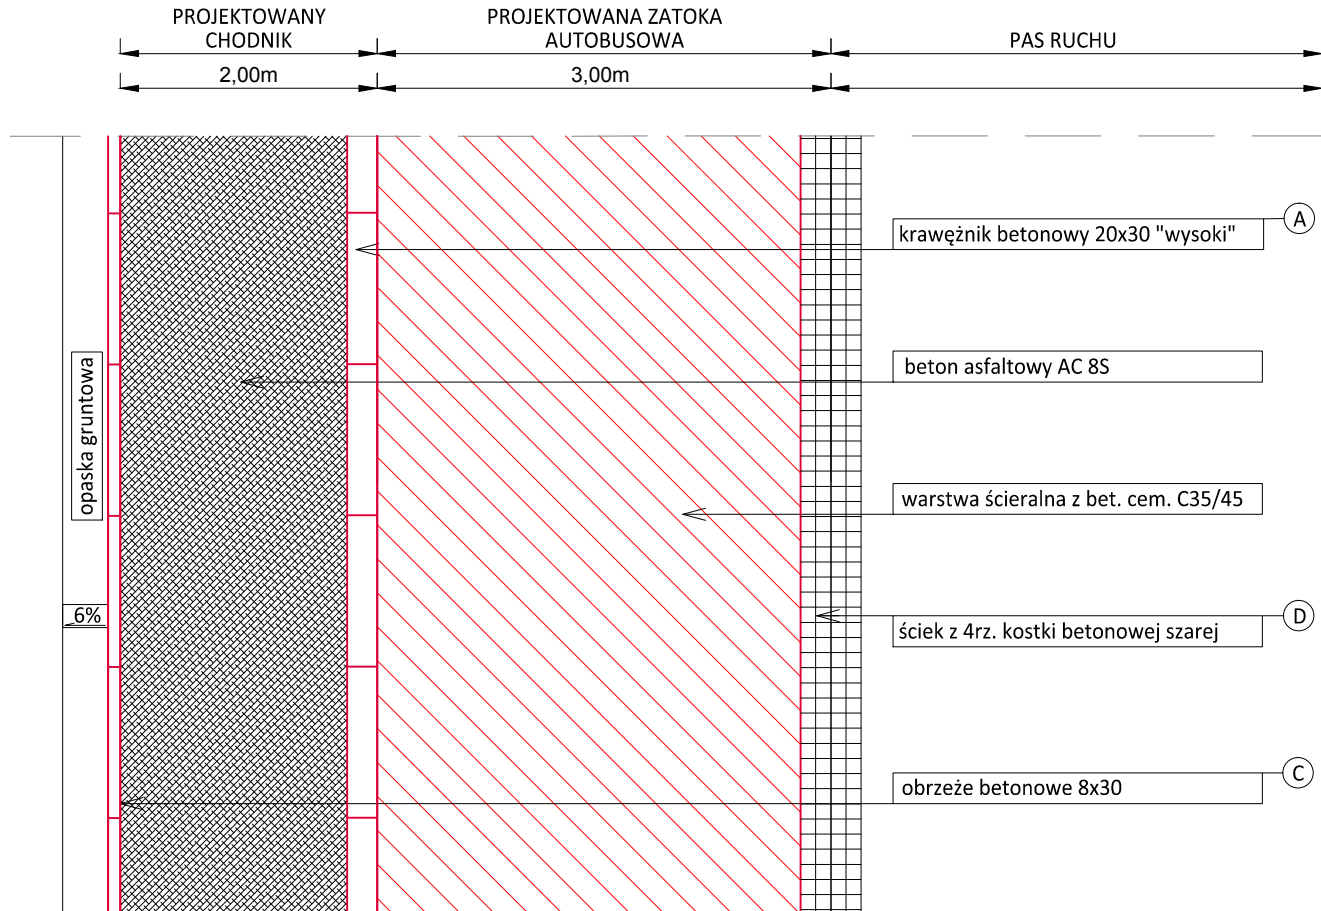 PROJEKTOWANY
CHODNIK
PROJEKTOWANA ZATOKA
AUTOBUSOWA
PAS RUCHU
2,00m
3,00m
krawężnik betonowy 20x30 "wysoki"
A
beton asfaltowy AC 8S
opaska gruntowa
warstwa ścieralna z bet. cem. C35/45
6%
ściek z 4rz. kostki betonowej szarej
D
obrzeże betonowe 8x30
C